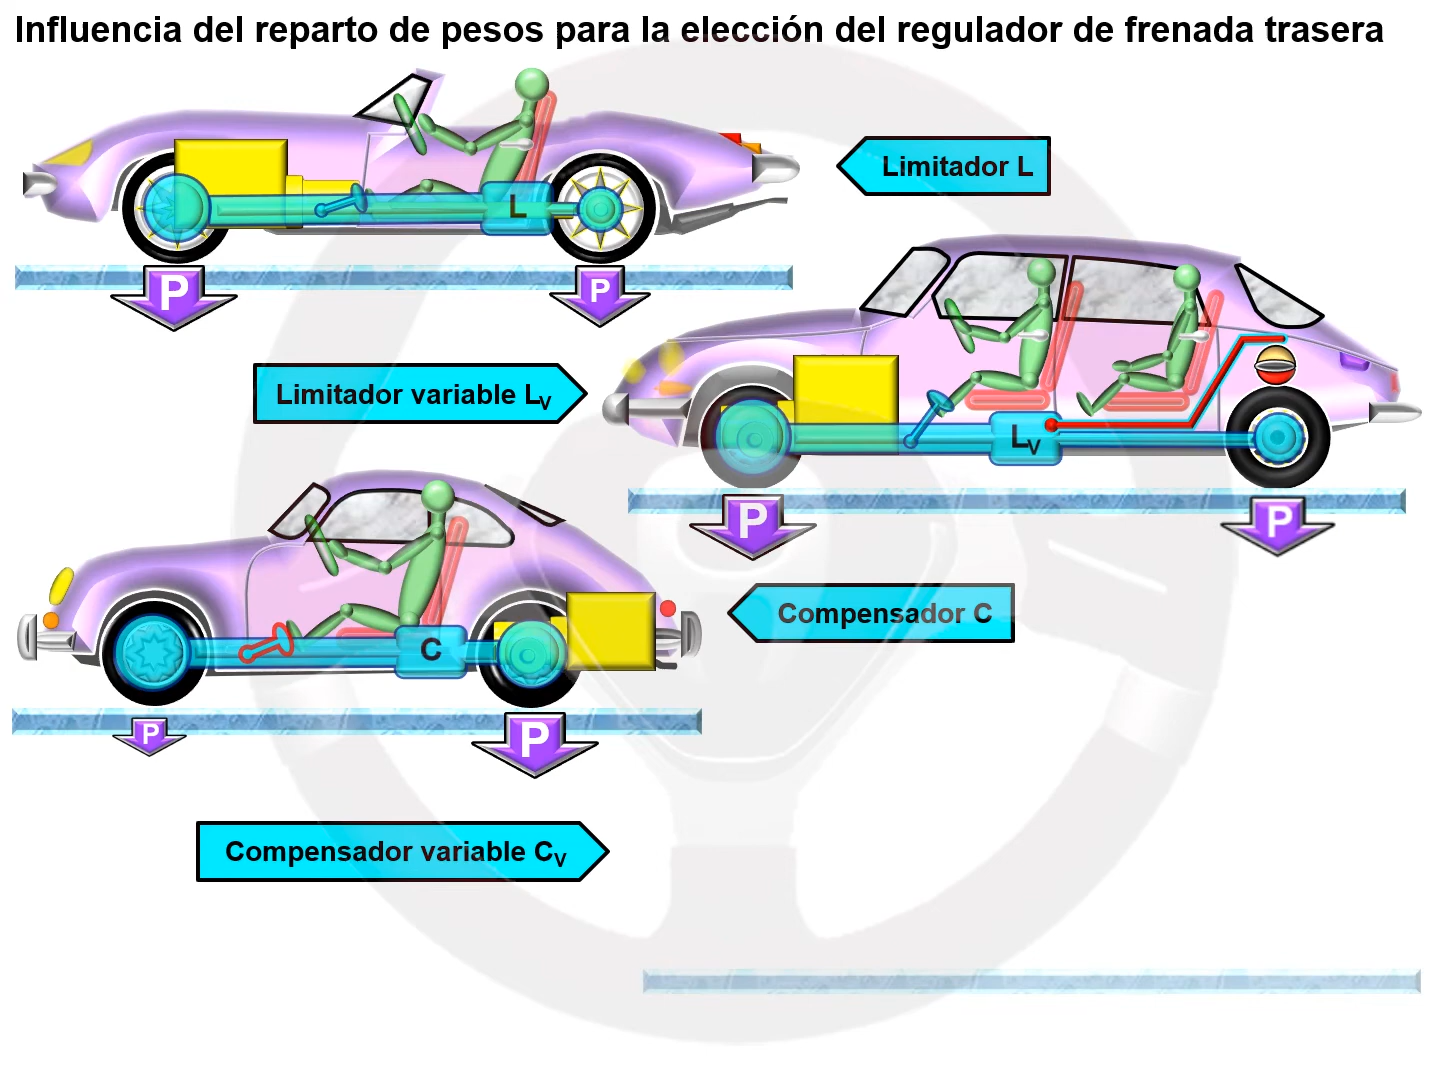 Influencia del reparto de pesos para la elección del regulador de frenada trasera
Limitador L
L
P
P
Limitador variable LV
LV
P
P
Compensador C
C
P
P
Compensador variable CV